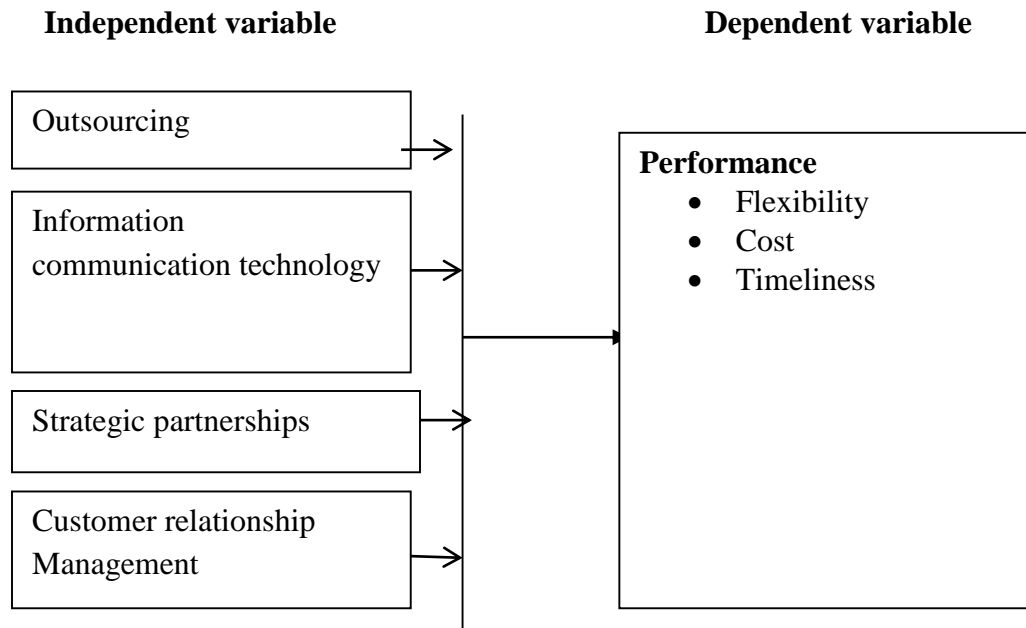 Independent variable
Dependent variable
Outsourcing
Information
communication technology
Strategic partnerships
Customer relationship
Management
Performance
• Flexibility
• Cost
• Timeliness